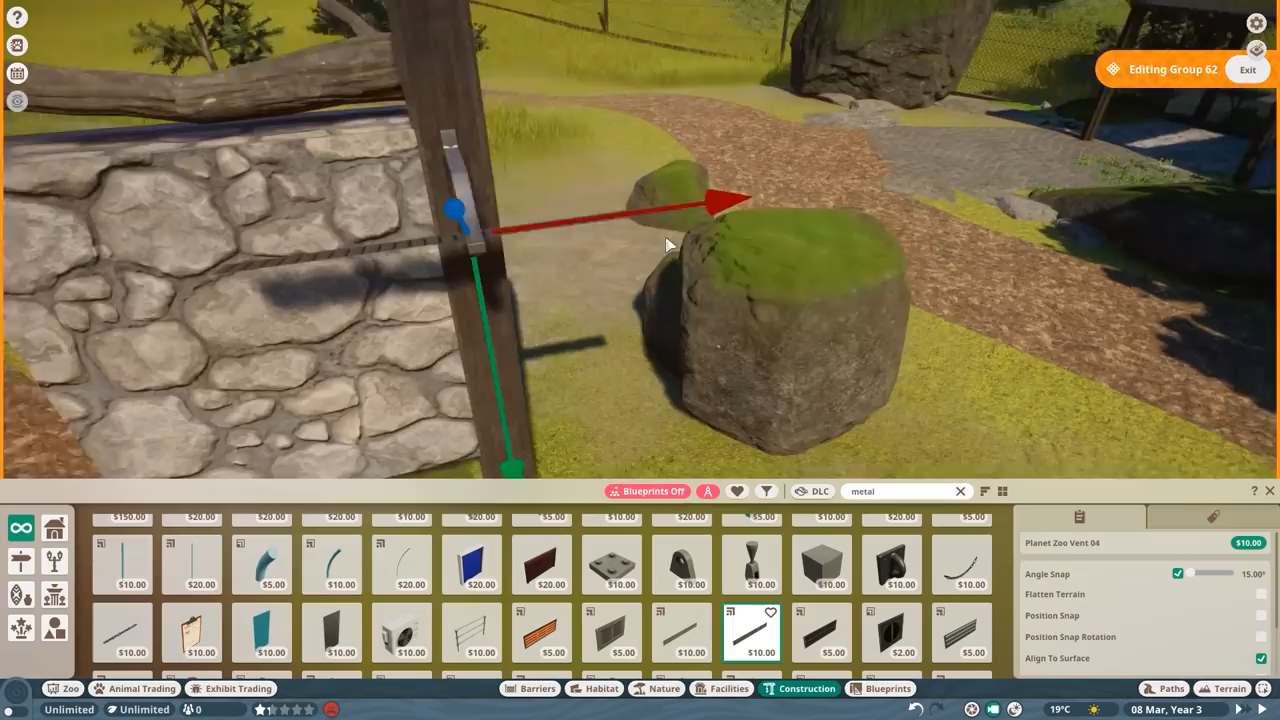 Editing Group 62
Exit
Blueprints Off
DLC
metal
$150.00 $20.00 $20.00 $20.00 $10.00 $20.00 $5.00 $10.00 $20.00 $5.00 $10.00 $20.00 $5.00
$10.00 $20.00 $5.00 $10.00 $20.00 $20.00 $20.00 $10.00 $10.00 $10.00 $10.00 $2.00 $10.00
$10.00 $10.00 $10.00 $10.00 $10.00 $10.00 $5.00 $5.00 $10.00 $10.00 $5.00 $2.00 $5.00
Planet Zoo Vent 04 $10.00
Angle Snap 15.00°
Flatten Terrain
Position Snap
Position Snap Rotation
Align To Surface
Zoo Animal Trading Exhibit Trading Barriers Habitat Nature Facilities Construction Blueprints Paths Terrain
Unlimited Unlimited 0 19°C 08 Mar, Year 3